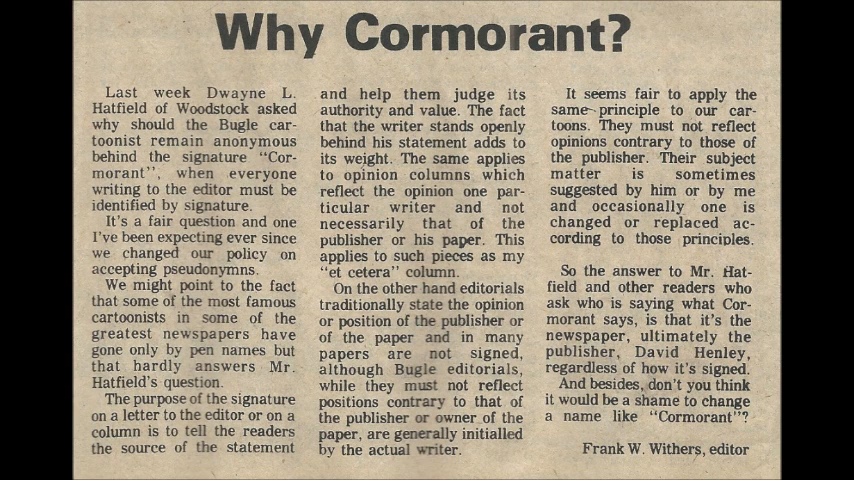 Why Cormorant?
Last week Dwayne L.
Hatfield of Woodstock asked
why should the Bugle car-
toonist remain anonymous
behind the signature "Cor-
morant", when everyone
writing to the editor must be
identified by signature.
It's a fair question and one
I've been expecting ever since
we changed our policy on
accepting pseudonymns.
We might point to the fact
that some of the most famous
cartoonists in some of the
greatest newspapers have
gone only by pen names but
that hardly answers Mr.
Hatfield's question.
The purpose of the signature
on a letter to the editor or on a
column is to tell the readers
the source of the statement
and help them judge its
authority and value. The fact
that the writer stands openly
behind his statement adds to
its weight. The same applies
to opinion columns which
reflect the opinion one par-
ticular writer and not
necessarily that of the
publisher or his paper. This
applies to such pieces as my
"et cetera" column.
On the other hand editorials
traditionally state the opinion
or position of the publisher or
of the paper and in many
papers are not signed,
although Bugle editorials,
while they must not reflect
positions contrary to that of
the publisher or owner of the
paper, are generally initialled
by the actual writer.
It seems fair to apply the
same principle to our car-
toons. They must not reflect
opinions contrary to those of
the publisher. Their subject
matter is sometimes
suggested by him or by me
and occasionally one is
changed or replaced ac-
cording to those principles.
So the answer to Mr. Hat-
field and other readers who
ask who is saying what Cor-
morant says, is that it's the
newspaper, ultimately the
publisher, David Henley,
regardless of how it's signed.
And besides, don't you think
it would be a shame to change
a name like "Cormorant"?
Frank W. Withers, editor